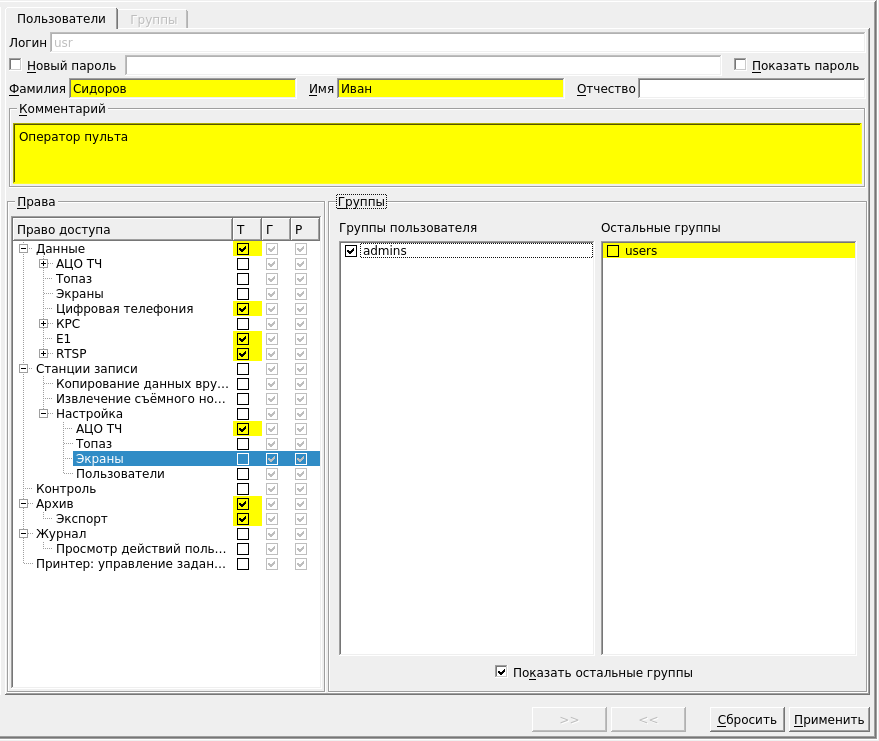 Пользователи Группы
Логин usr
Новый пароль Показать пароль
Фамилия Сидоров Имя Иван Отчество
Комментарий
Оператор пульта
Права
Право доступа Т Г Р
Данные
АЦО ТЧ
Топаз
Экраны
Цифровая телефония
КРС
Е1
RTSP
Станции записи
Копирование данных вру...
Извлечение съёмного но...
Настройка
АЦО ТЧ
Топаз
Экраны
Пользователи
Контроль
Архив
Экспорт
Журнал
Просмотр действий поль...
Принтер: управление задан...
Группы
Группы пользователя Остальные группы
admins users
Показать остальные группы
>> << Сбросить Применить